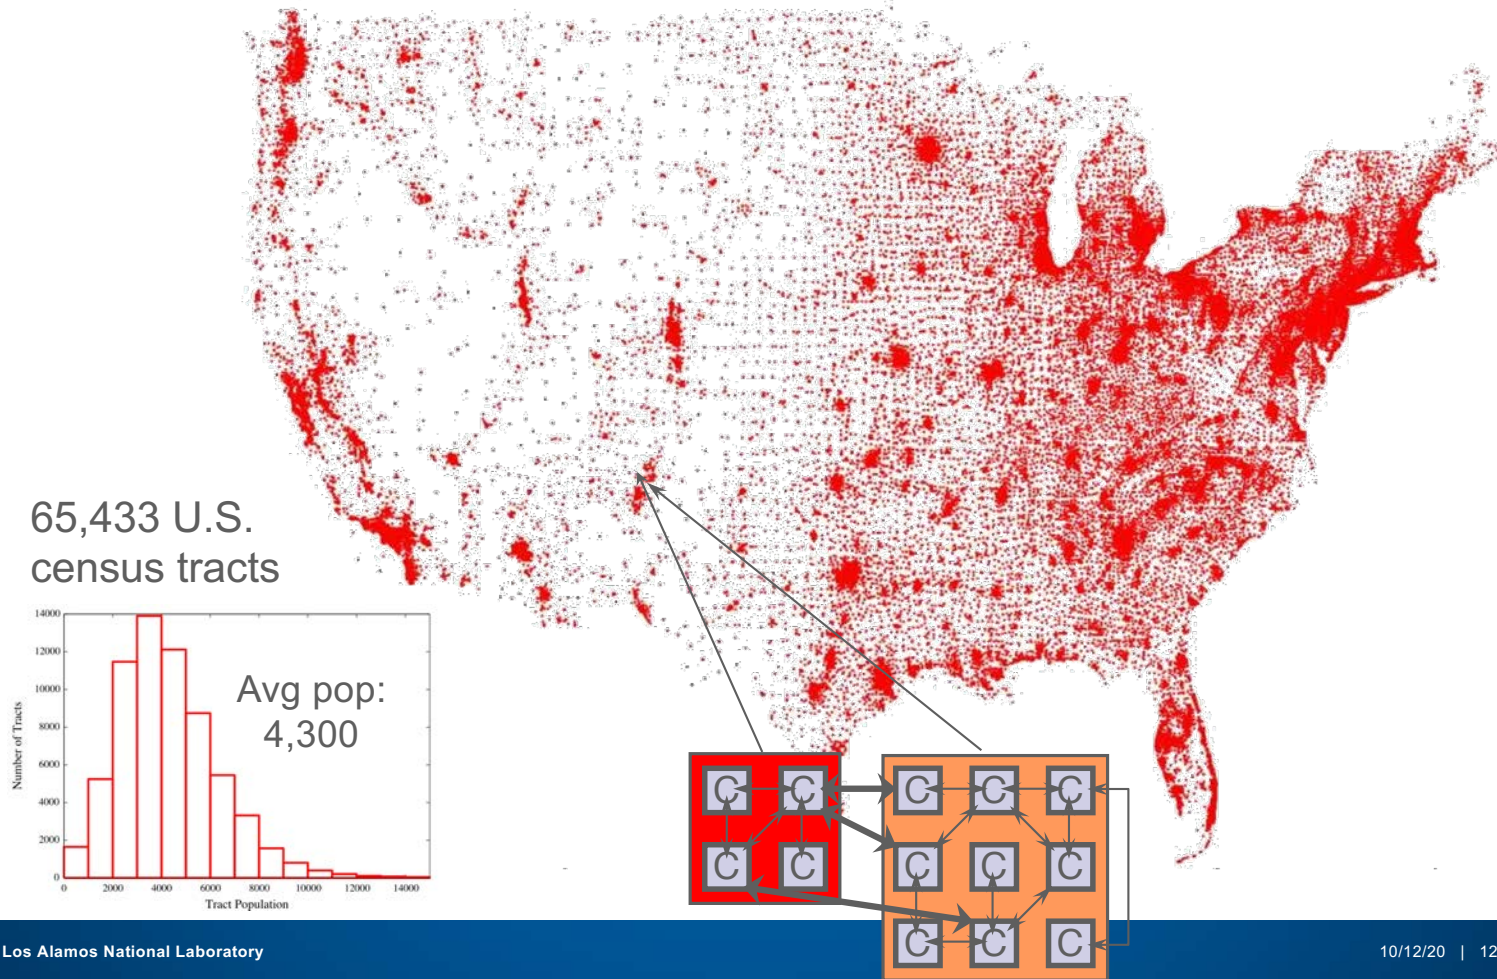 65,433 U.S.
census tracts
14000
12000
10000
8000
6000
4000
2000
0
Number of Tracts
Avg pop:
4,300
0 2000 4000 6000 8000 10000 12000 14000
Tract Population
C C
C C
C C C
C C C
C C C
Los Alamos National Laboratory
10/12/20 | 12